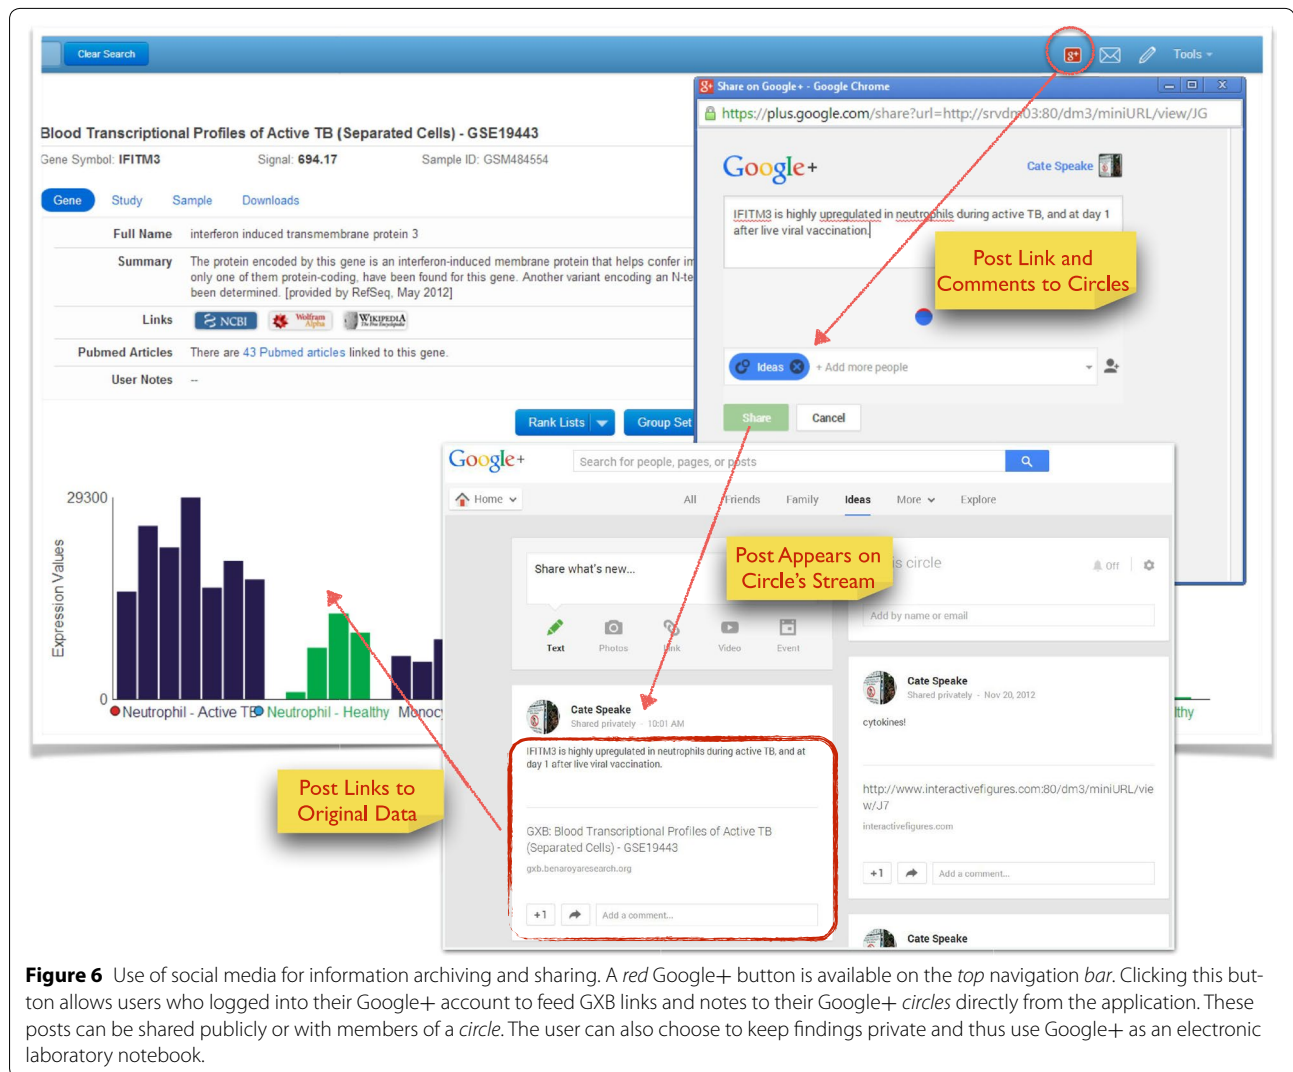 Clear Search
g+
Tools
Share on Google+ - Google Chrome
https://plus.google.com/share?url=http://srvdm03:80/dm3/miniURL/view/JG
Blood Transcriptional Profiles of Active TB (Separated Cells) - GSE19443
Gene Symbol: IFITM3 Signal: 694.17 Sample ID: GSM484554
Gene Study Sample Downloads
Full Name interferon induced transmembrane protein 3
Summary The protein encoded by this gene is an interferon-induced membrane protein that helps confer im
only one of them protein-coding, have been found for this gene. Another variant encoding an N-te
been determined. [provided by RefSeq, May 2012]
Links NCBI Wolfram Alpha WIKIPEDIA The Free Encyclopedia
Pubmed Articles There are 43 Pubmed articles linked to this gene.
User Notes --
Rank Lists Group Set
Google+
Cate Speake
IFITM3 is highly upregulated in neutrophils during active TB, and at day 1
after live viral vaccination.
Post Link and
Comments to Circles
Ideas + Add more people
Share Cancel
29300
Expression Values
0
Neutrophil - Active TB Neutrophil - Healthy Monoc
lthy
Google+ Search for people, pages, or posts
Home All Friends Family Ideas More Explore
Share what's new...
Text Photos Link Video Event
Post Appears on
Circle's Stream
is circle Off
Add by name or email
Cate Speake
Shared privately - 10:01 AM
IFITM3 is highly upregulated in neutrophils during active TB, and at
day 1 after live viral vaccination.
GXB: Blood Transcriptional Profiles of Active TB
(Separated Cells) - GSE19443
gxb.benaroyaresearch.org
+1 Add a comment...
Cate Speake
Shared privately - Nov 20, 2012
cytokines!
http://www.interactivefigures.com:80/dm3/miniURL/vie
w/J7
interactivefigures.com
+1 Add a comment...
Cate Speake
Post Links to
Original Data
Figure 6 Use of social media for information archiving and sharing. A red Google+ button is available on the top navigation bar. Clicking this but-
ton allows users who logged into their Google+ account to feed GXB links and notes to their Google+ circles directly from the application. These
posts can be shared publicly or with members of a circle. The user can also choose to keep findings private and thus use Google+ as an electronic
laboratory notebook.